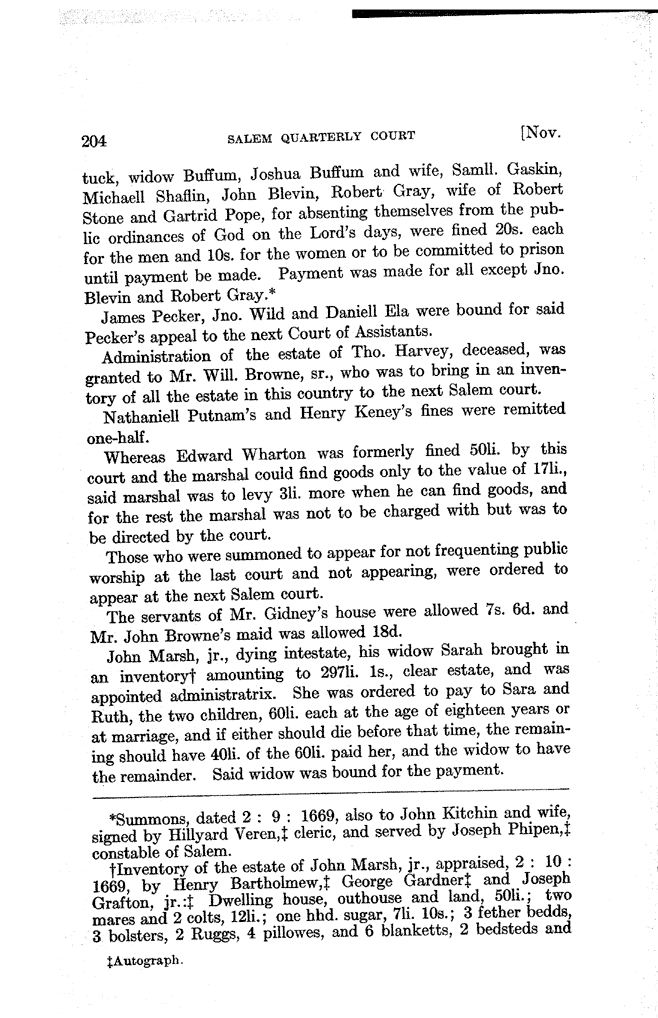 204 SALEM QUARTERLY COURT [Nov.
tuck, widow Buffum, Joshua Buffum and wife, Samll. Gaskin,
Michaell Shaflin, John Blevin, Robert Gray, wife of Robert
Stone and Gartrid Pope, for absenting themselves from the pub-
lic ordinances of God on the Lord's days, were fined 20s. each
for the men and 10s. for the women or to be committed to prison
until payment be made. Payment was made for all except Jno.
Blevin and Robert Gray.*
James Pecker, Jno. Wild and Daniell Ela were bound for said
Pecker's appeal to the next Court of Assistants.
Administration of the estate of Tho. Harvey, deceased, was
granted to Mr. Will. Browne, sr., who was to bring in an inven-
tory of all the estate in this country to the next Salem court.
Nathaniell Putnam's and Henry Keney's fines were remitted
one-half.
Whereas Edward Wharton was formerly fined 50li. by this
court and the marshal could find goods only to the value of 17li.,
said marshal was to levy 3li. more when he can find goods, and
for the rest the marshal was not to be charged with but was to
be directed by the court.
Those who were summoned to appear for not frequenting public
worship at the last court and not appearing, were ordered to
appear at the next Salem court.
The servants of Mr. Gidney's house were allowed 7s. 6d. and
Mr. John Browne's maid was allowed 18d.
John Marsh, jr., dying intestate, his widow Sarah brought in
an inventory† amounting to 297li. 1s., clear estate, and was
appointed administratrix. She was ordered to pay to Sara and
Ruth, the two children, 60li. each at the age of eighteen years or
at marriage, and if either should die before that time, the remain-
ing should have 40li. of the 60li. paid her, and the widow to have
the remainder. Said widow was bound for the payment.
*Summons, dated 2 : 9 : 1669, also to John Kitchin and wife,
signed by Hillyard Veren,‡ cleric, and served by Joseph Phipen,‡
constable of Salem.
†Inventory of the estate of John Marsh, jr., appraised, 2 : 10 :
1669, by Henry Bartholmew,‡ George Gardner‡ and Joseph
Grafton, jr.:‡ Dwelling house, outhouse and land, 50li.; two
mares and 2 colts, 12li.; one hhd. sugar, 7li. 10s.; 3 fether bedds,
3 bolsters, 2 Ruggs, 4 pillowes, and 6 blanketts, 2 bedsteds and
‡Autograph.